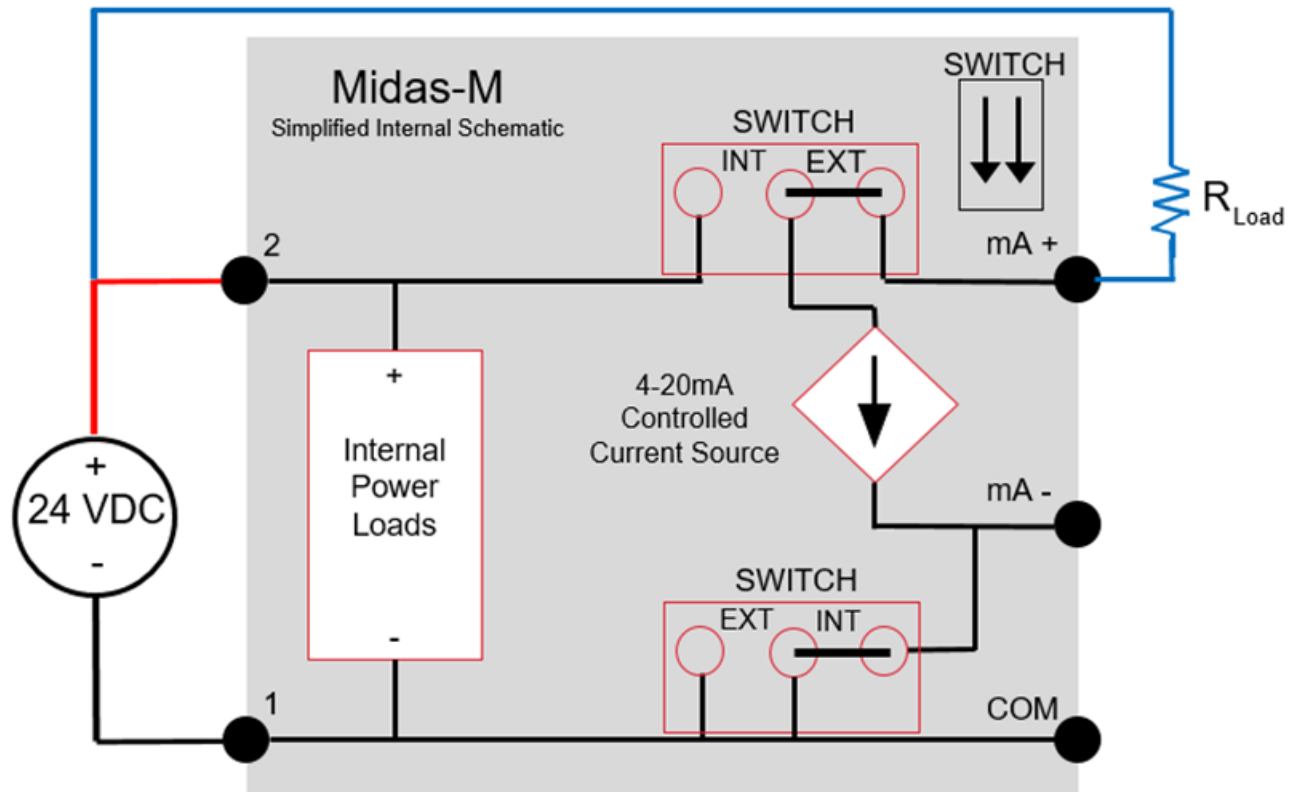 Midas-M
Simplified Internal Schematic
SWITCH
SWITCH
INT EXT
R Load
2
mA +
+
Internal
Power
Loads
-
4-20mA
Controlled
Current Source
+
24 VDC
-
mA -
SWITCH
EXT INT
1
COM